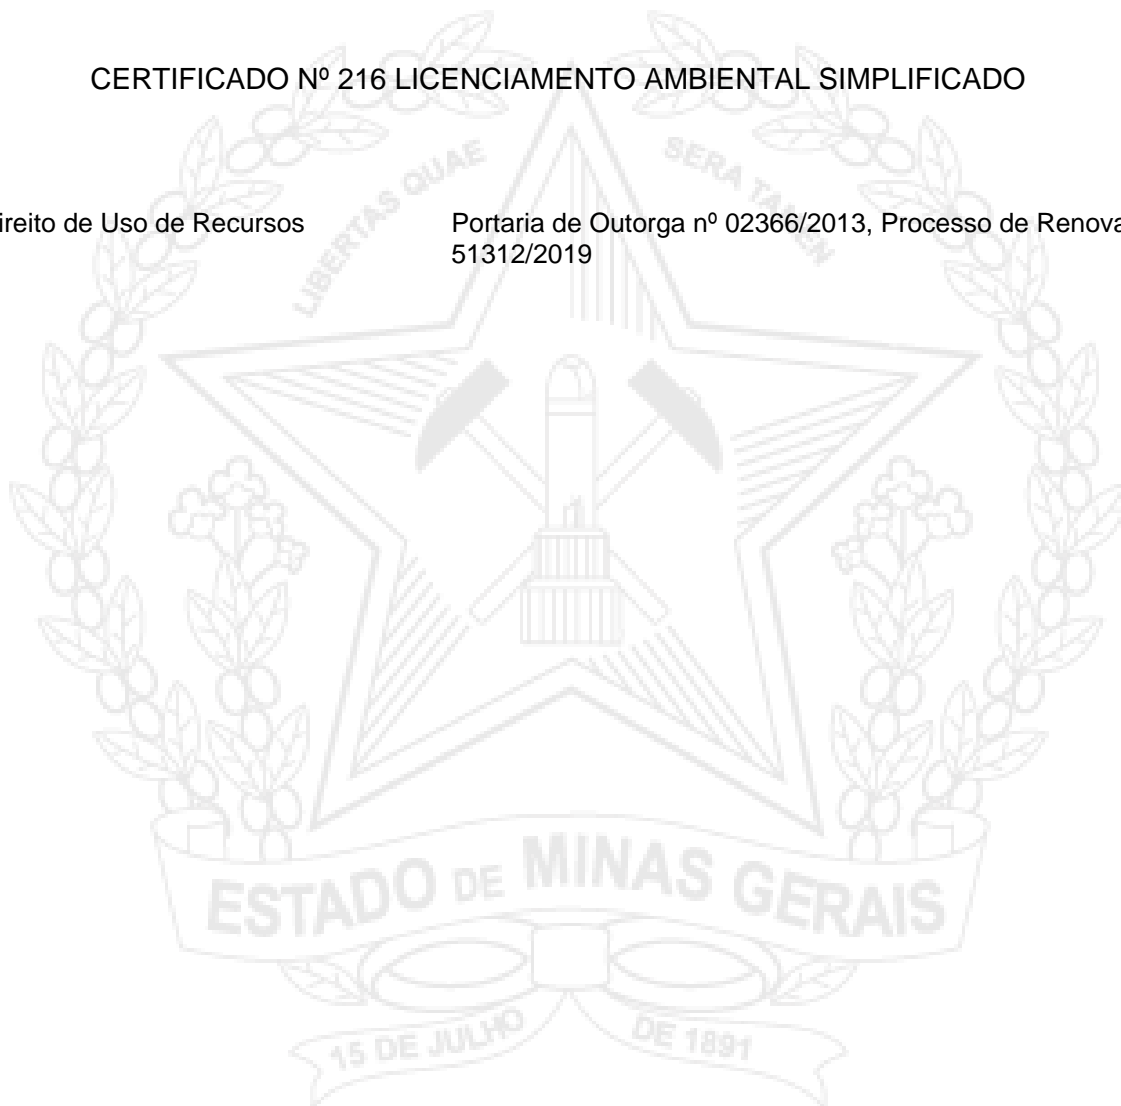 CERTIFICADO Nº 216 LICENCIAMENTO AMBIENTAL SIMPLIFICADO
LIBERTAS QUAE SERA TAMEN
ireito de Uso de Recursos
Portaria de Outorga nº 02366/2013, Processo de Renova
51312/2019
ESTADO DE MINAS GERAIS
15 DE JULHO DE 1891